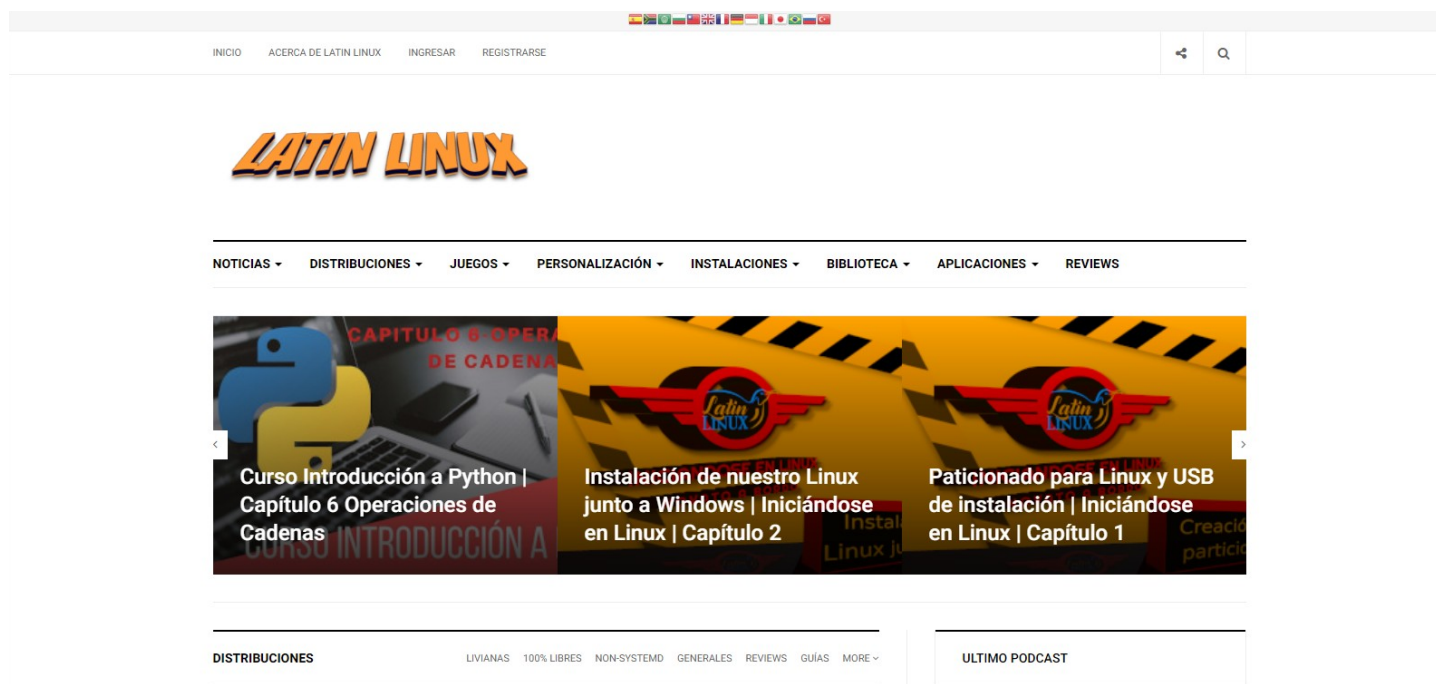 INICIO ACERCA DE LATIN LINUX INGRESAR REGISTRARSE
LATIN LINUX
NOTICIAS DISTRIBUCIONES JUEGOS PERSONALIZACIÓN INSTALACIONES BIBLIOTECA APLICACIONES REVIEWS
CAPITULO 6 OPERA
DE CADENA
Curso Introducción a Python |
Capítulo 6 Operaciones de
Cadenas
CURSO INTRODUCCIÓN A
Latin
LINUX
Instalación de nuestro Linux
junto a Windows | Iniciándose
en Linux | Capítulo 2
Instal
Linux ju
Latin
LINUX
Paticionado para Linux y USB
de instalación | Iniciándose
en Linux | Capítulo 1
Creació
particio
DISTRIBUCIONES LIVIANAS 100% LIBRES NON-SYSTEMD GENERALES REVIEWS GUÍAS MORE
ULTIMO PODCAST